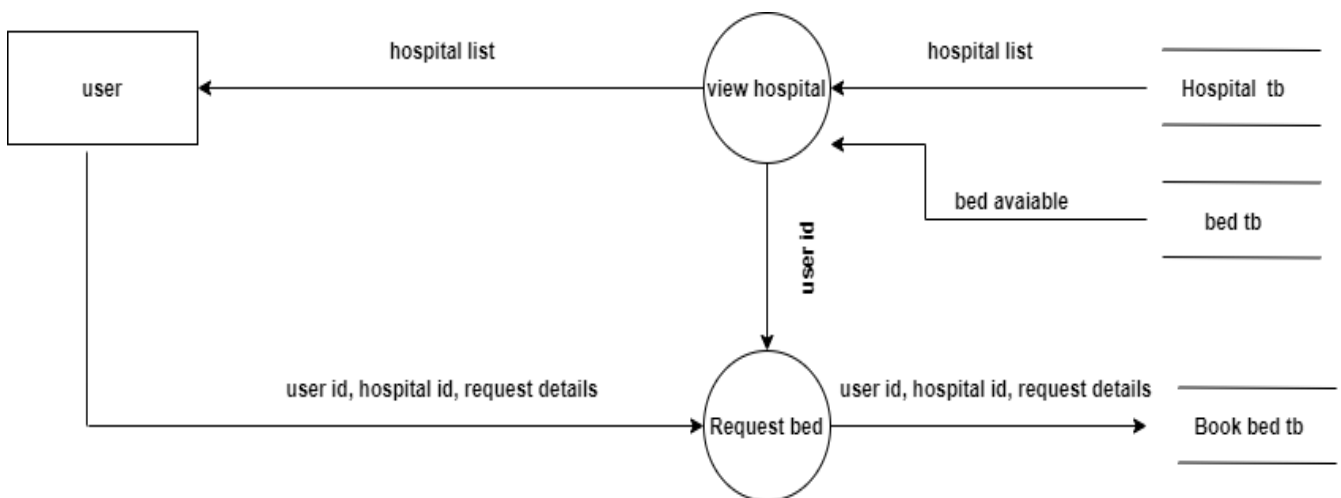 hospital list
hospital list
user
view hospital
Hospital tb
bed avaiable
bed tb
user id
user id, hospital id, request details
user id, hospital id, request details
Request bed
Book bed tb